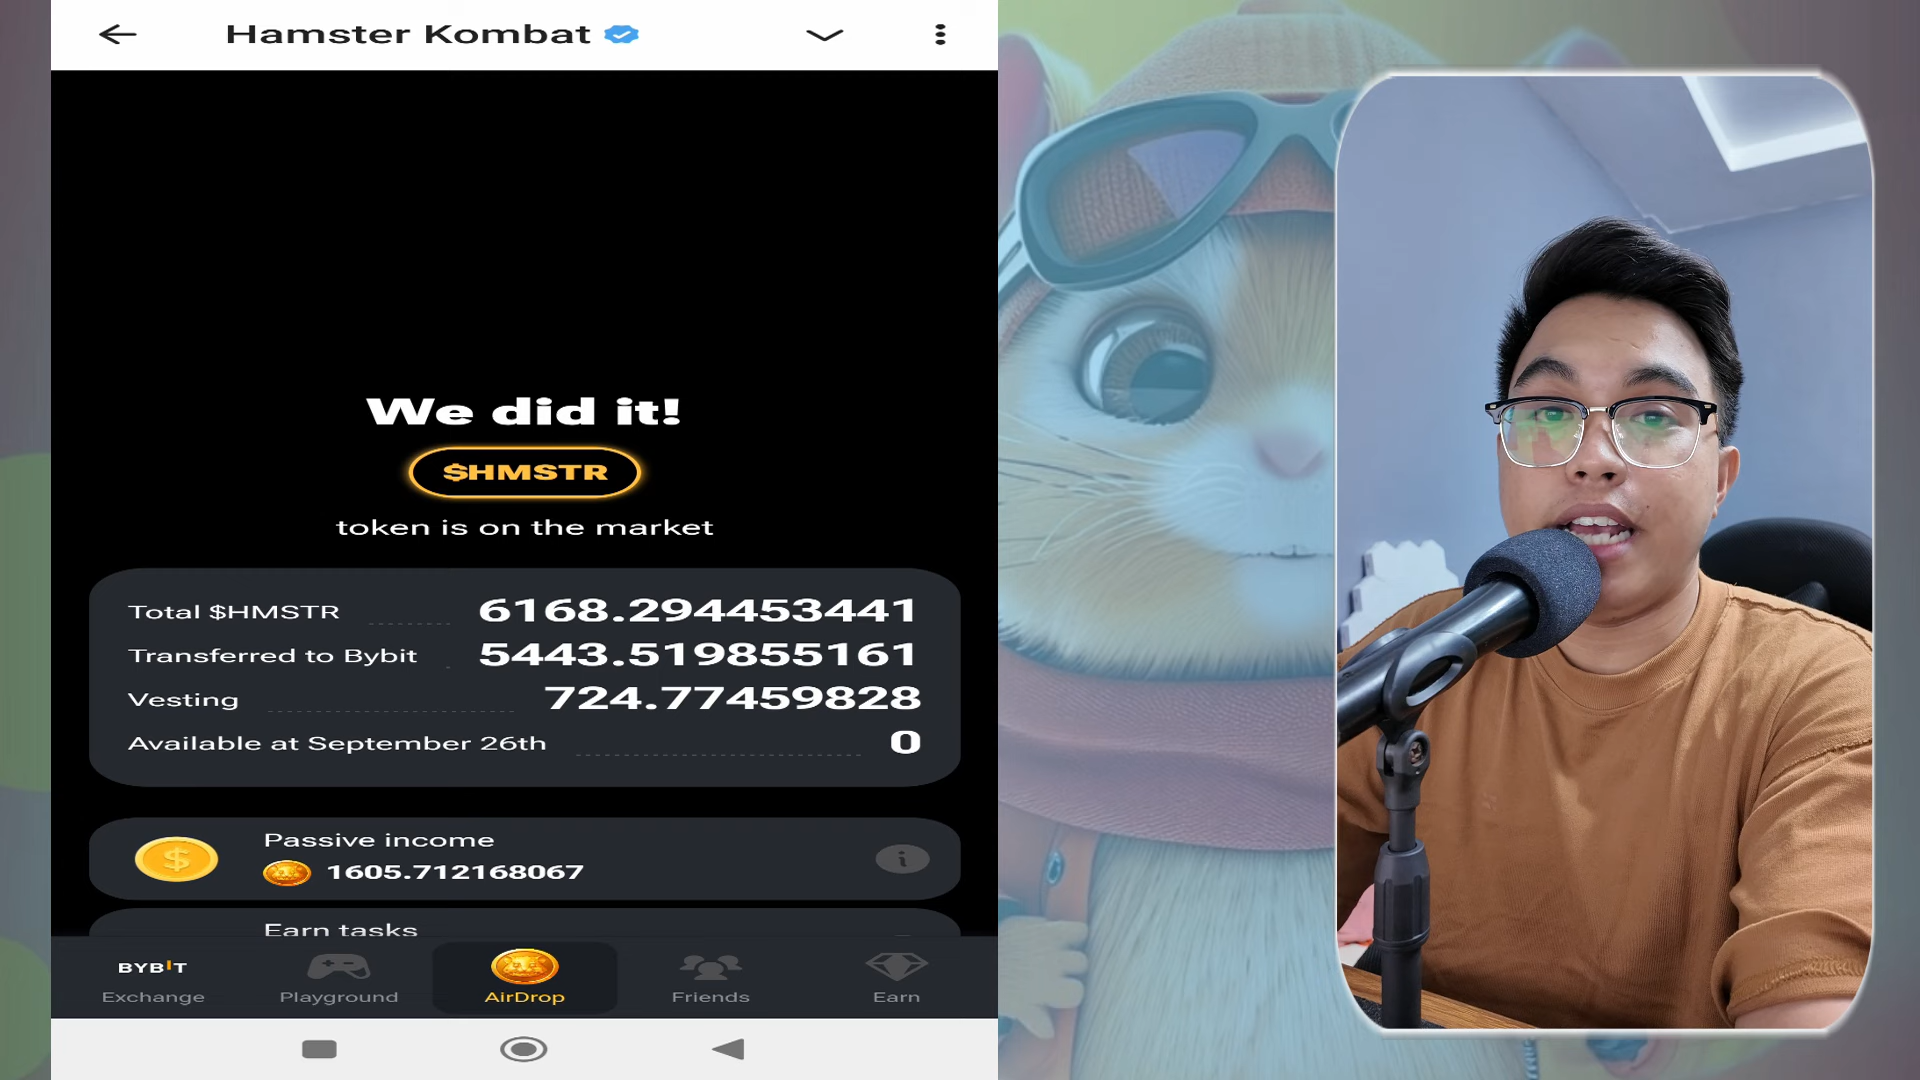 Hamster Kombat
We did it!
$HMSTR
token is on the market
Total $HMSTR 6168.294453441
Transferred to Bybit 5443.519855161
Vesting 724.77459828
Available at September 26th 0
Passive income
1605.712168067
Earn tasks
BYBIT
Exchange
Playground
AirDrop
Friends
Earn